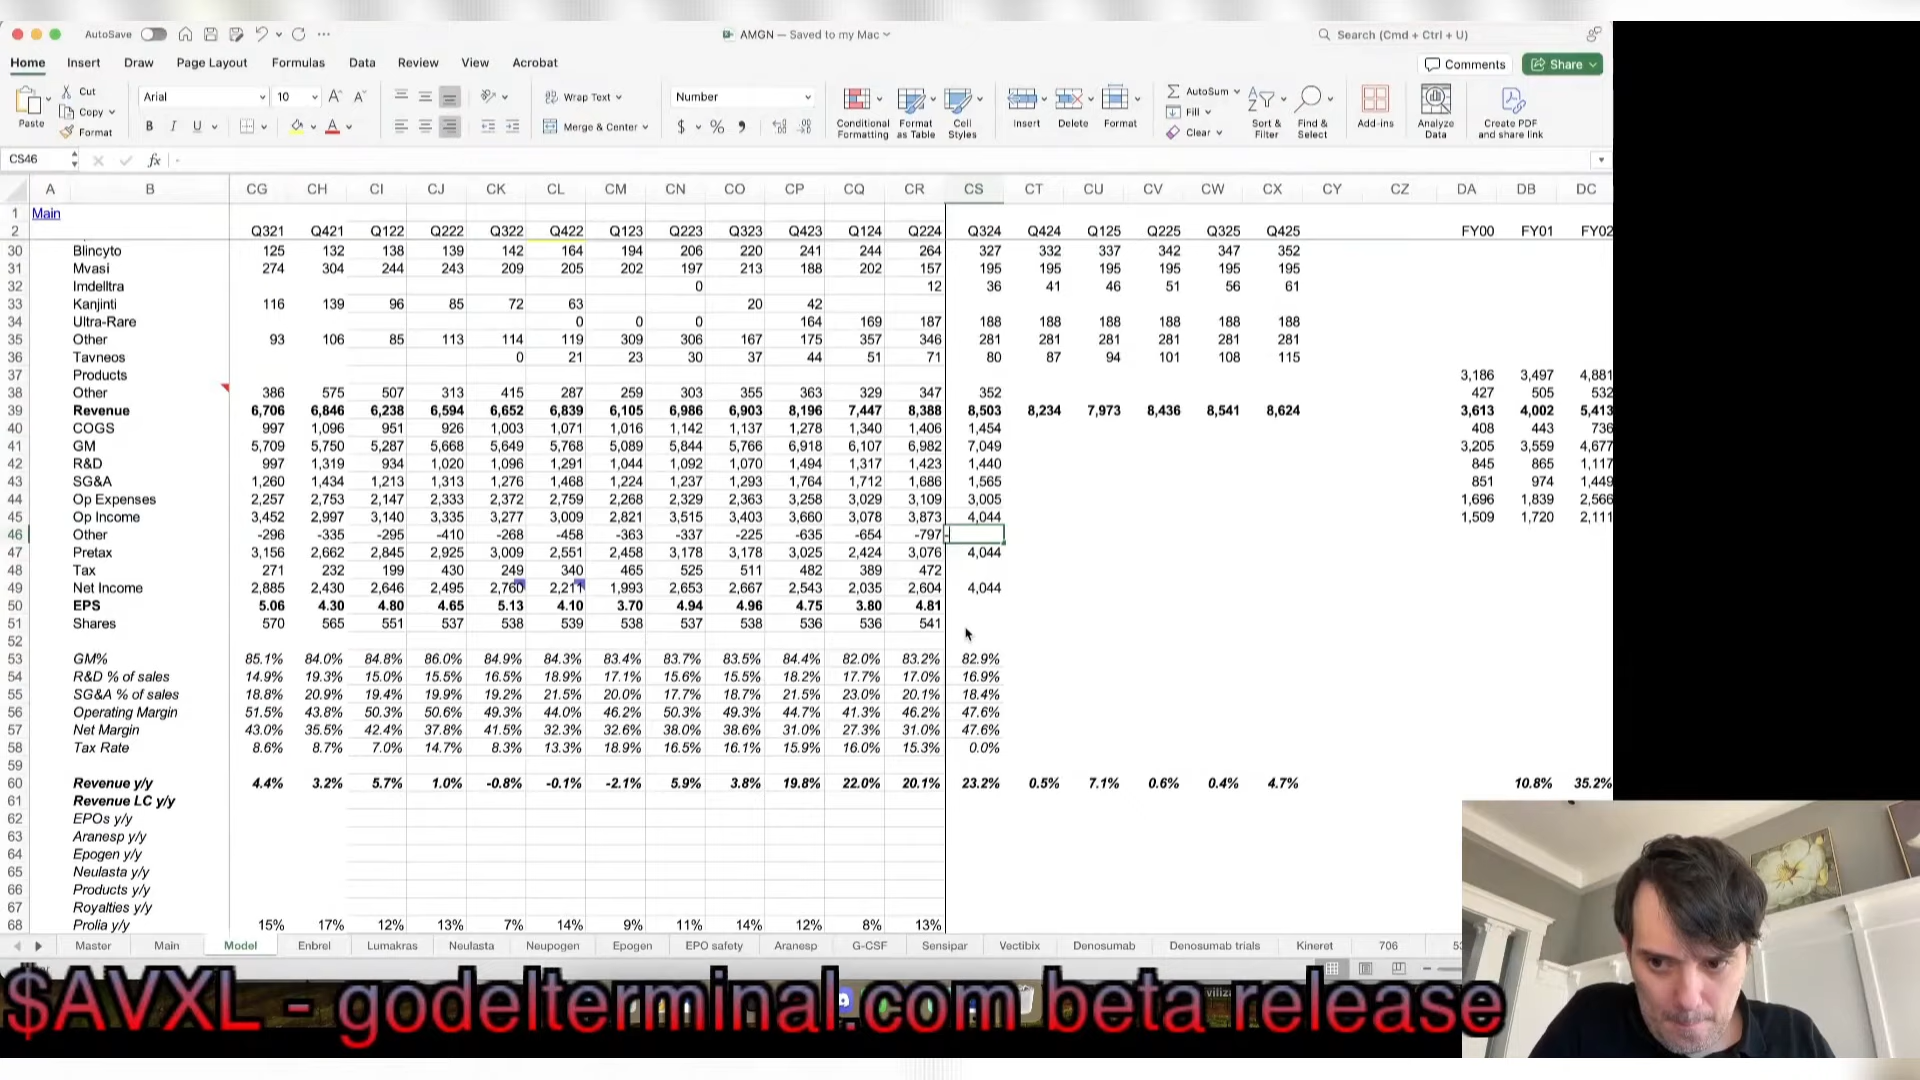 AutoSave
AMGN — Saved to my Mac
Search (Cmd + Ctrl + U)
Home Insert Draw Page Layout Formulas Data Review View Acrobat
Comments Share
Paste Cut Copy Format
Arial 10
B I U
Wrap Text
Merge & Center
Number
$ %
Conditional Formatting
Format as Table
Cell Styles
Insert Delete Format
AutoSum
Fill
Clear
Sort & Filter
Find & Select
Add-ins
Analyze Data
Create PDF and share link
CS46 fx -
A B CG CH CI CJ CK CL CM CN CO CP CQ CR CS CT CU CV CW CX CY CZ DA DB DC
1 Main
2 Q321 Q421 Q122 Q222 Q322 Q422 Q123 Q223 Q323 Q423 Q124 Q224 Q324 Q424 Q125 Q225 Q325 Q425 FY00 FY01 FY02
30 Blincyto 125 132 138 139 142 164 194 206 220 241 244 264 327 332 337 342 347 352
31 Mvasi 274 304 244 243 209 205 202 197 213 188 202 157 195 195 195 195 195 195
32 Imdelltra 0 12 36 41 46 51 56 61
33 Kanjinti 116 139 96 85 72 63 20 42
34 Ultra-Rare 0 0 0 164 169 187 188 188 188 188 188 188
35 Other 93 106 85 113 114 119 309 306 167 175 357 346 281 281 281 281 281 281
36 Tavneos 0 21 23 30 37 44 51 71 80 87 94 101 108 115
37 Products 3,186 3,497 4,881
38 Other 386 575 507 313 415 287 259 303 355 363 329 347 352 427 505 532
39 Revenue 6,706 6,846 6,238 6,594 6,652 6,839 6,105 6,986 6,903 8,196 7,447 8,388 8,503 8,234 7,973 8,436 8,541 8,624 3,613 4,002 5,413
40 COGS 997 1,096 951 926 1,003 1,071 1,016 1,142 1,137 1,278 1,340 1,406 1,454 408 443 736
41 GM 5,709 5,750 5,287 5,668 5,649 5,768 5,089 5,844 5,766 6,918 6,107 6,982 7,049 3,205 3,559 4,677
42 R&D 997 1,319 934 1,020 1,096 1,291 1,044 1,092 1,070 1,494 1,317 1,423 1,440 845 865 1,117
43 SG&A 1,260 1,434 1,213 1,313 1,276 1,468 1,224 1,237 1,293 1,764 1,712 1,686 1,565 851 974 1,449
44 Op Expenses 2,257 2,753 2,147 2,333 2,372 2,759 2,268 2,329 2,363 3,258 3,029 3,109 3,005 1,696 1,839 2,566
45 Op Income 3,452 2,997 3,140 3,335 3,277 3,009 2,821 3,515 3,403 3,660 3,078 3,873 4,044 1,509 1,720 2,111
46 Other -296 -335 -295 -410 -268 -458 -363 -337 -225 -635 -654 -797 -
47 Pretax 3,156 2,662 2,845 2,925 3,009 2,551 2,458 3,178 3,178 3,025 2,424 3,076 4,044
48 Tax 271 232 199 430 249 340 465 525 511 482 389 472
49 Net Income 2,885 2,430 2,646 2,495 2,760 2,211 1,993 2,653 2,667 2,543 2,035 2,604 4,044
50 EPS 5.06 4.30 4.80 4.65 5.13 4.10 3.70 4.94 4.96 4.75 3.80 4.81
51 Shares 570 565 551 537 538 539 538 537 538 536 536 541
52
53 GM% 85.1% 84.0% 84.8% 86.0% 84.9% 84.3% 83.4% 83.7% 83.5% 84.4% 82.0% 83.2% 82.9%
54 R&D % of sales 14.9% 19.3% 15.0% 15.5% 16.5% 18.9% 17.1% 15.6% 15.5% 18.2% 17.7% 17.0% 16.9%
55 SG&A % of sales 18.8% 20.9% 19.4% 19.9% 19.2% 21.5% 20.0% 17.7% 18.7% 21.5% 23.0% 20.1% 18.4%
56 Operating Margin 51.5% 43.8% 50.3% 50.6% 49.3% 44.0% 46.2% 50.3% 49.3% 44.7% 41.3% 46.2% 47.6%
57 Net Margin 43.0% 35.5% 42.4% 37.8% 41.5% 32.3% 32.6% 38.0% 38.6% 31.0% 27.3% 31.0% 47.6%
58 Tax Rate 8.6% 8.7% 7.0% 14.7% 8.3% 13.3% 18.9% 16.5% 16.1% 15.9% 16.0% 15.3% 0.0%
59
60 Revenue y/y 4.4% 3.2% 5.7% 1.0% -0.8% -0.1% -2.1% 5.9% 3.8% 19.8% 22.0% 20.1% 23.2% 0.5% 7.1% 0.6% 0.4% 4.7% 10.8% 35.2%
61 Revenue LC y/y
62 EPOs y/y
63 Aranesp y/y
64 Epogen y/y
65 Neulasta y/y
66 Products y/y
67 Royalties y/y
68 Prolia y/y 15% 17% 12% 13% 7% 14% 9% 11% 14% 12% 8% 13%
Master Main Model Enbrel Lumakras Neulasta Neupogen Epogen EPO safety Aranesp G-CSF Sensipar Vectibix Denosumab Denosumab trials Kineret 706
$AVXL - godelterminal.com beta release